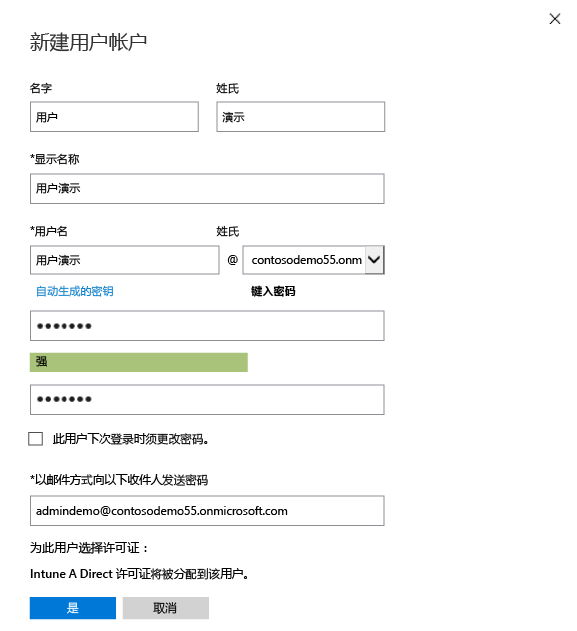 新建用户帐户
名字 姓氏
用户 演示
*显示名称
用户演示
*用户名 姓氏
用户演示 @ contosodemo55.onm
自动生成的密钥 键入密码
●●●●●●●
强
●●●●●●●
此用户下次登录时须更改密码。
*以邮件方式向以下收件人发送密码
admindemo@contosodemo55.onmicrosoft.com
为此用户选择许可证：
Intune A Direct 许可证将被分配到该用户。
是 取消